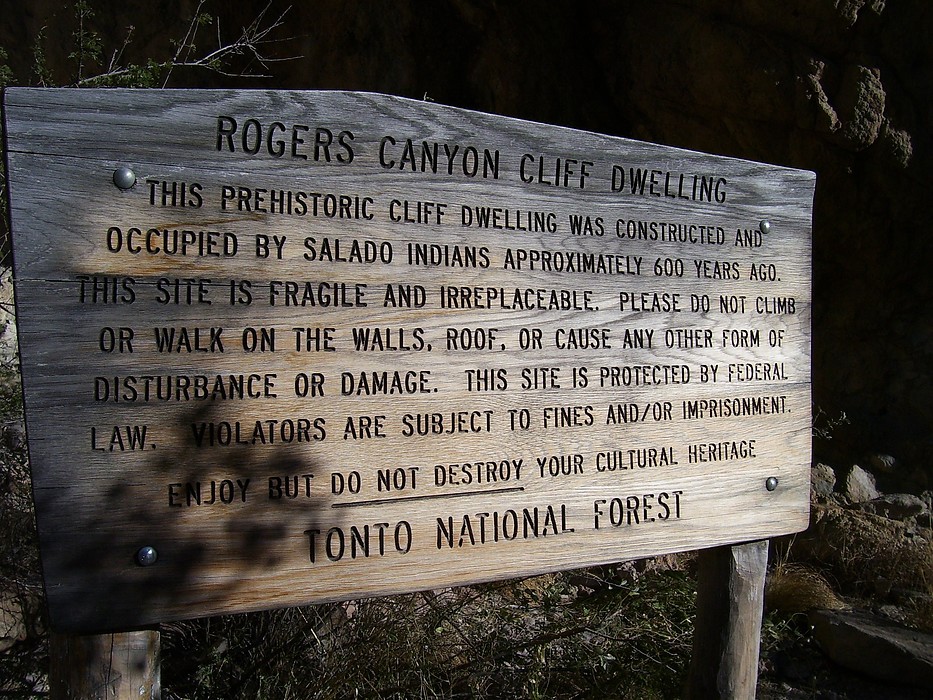 ROGERS CANYON CLIFF DWELLING
THIS PREHISTORIC CLIFF DWELLING WAS CONSTRUCTED AND
OCCUPIED BY SALADO INDIANS APPROXIMATELY 600 YEARS AGO.
THIS SITE IS FRAGILE AND IRREPLACEABLE. PLEASE DO NOT CLIMB
OR WALK ON THE WALLS, ROOF, OR CAUSE ANY OTHER FORM OF
DISTURBANCE OR DAMAGE. THIS SITE IS PROTECTED BY FEDERAL
LAW. VIOLATORS ARE SUBJECT TO FINES AND/OR IMPRISONMENT.
ENJOY BUT DO NOT DESTROY YOUR CULTURAL HERITAGE
TONTO NATIONAL FOREST